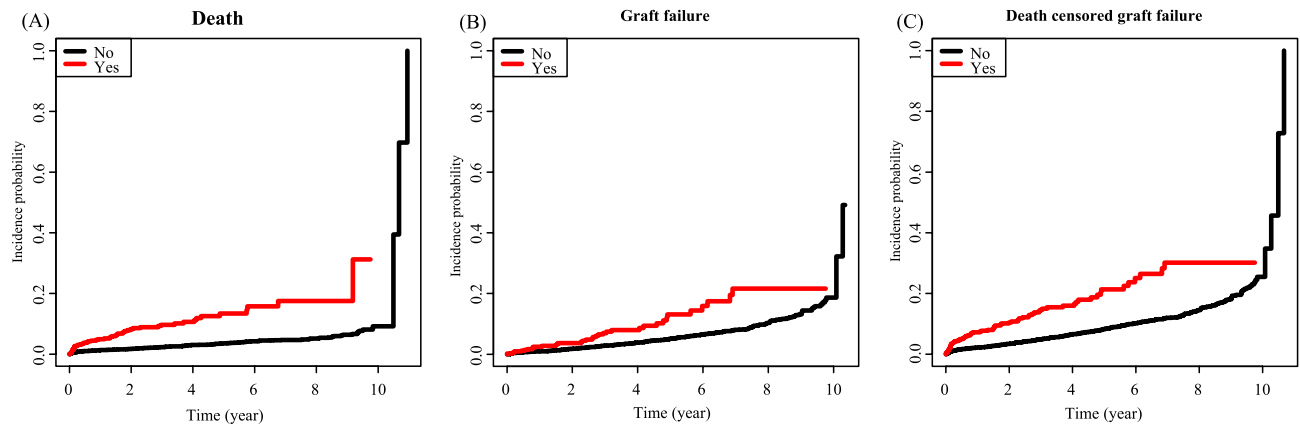 (A)
Death
No
Yes
Incidence probability
0.0 0.2 0.4 0.6 0.8 1.0
0 2 4 6 8 10
Time (year)
(B)
Graft failure
No
Yes
Incidence probability
0.0 0.2 0.4 0.6 0.8 1.0
0 2 4 6 8 10
Time (year)
(C)
Death censored graft failure
No
Yes
Incidence probability
0.0 0.2 0.4 0.6 0.8 1.0
0 2 4 6 8 10
Time (year)